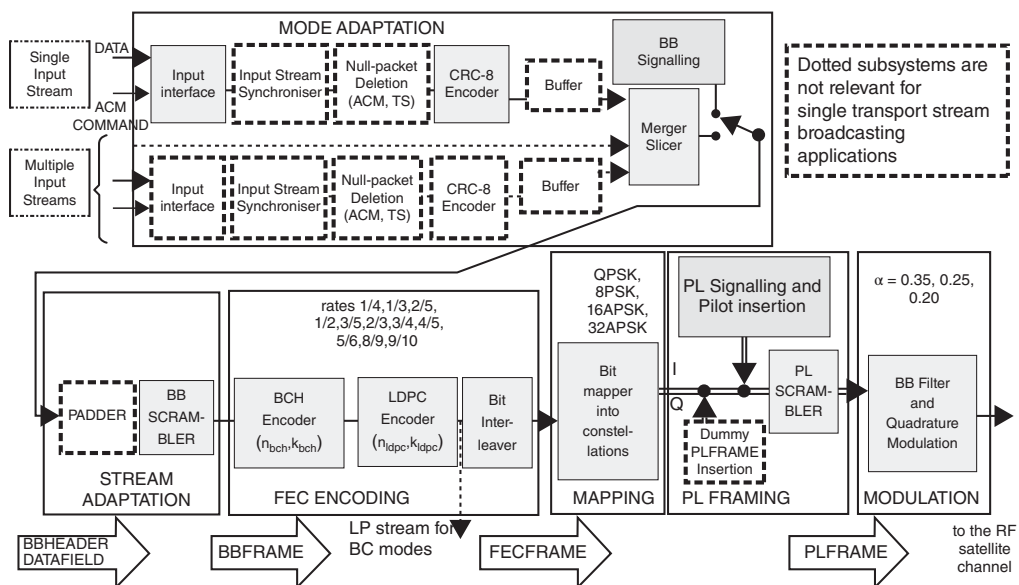 MODE ADAPTATION
Single
Input
Stream
DATA
ACM
COMMAND
Multiple
Input
Streams
Input
interface
Input Stream
Synchroniser
Null-packet
Deletion
(ACM, TS)
CRC-8
Encoder
Buffer
BB
Signalling
Merger
Slicer
Input
interface
Input Stream
Synchroniser
Null-packet
Deletion
(ACM, TS)
CRC-8
Encoder
Buffer
Dotted subsystems are
not relevant for
single transport stream
broadcasting
applications
PADDER
BB
SCRAM-
BLER
STREAM
ADAPTATION
rates 1/4,1/3,2/5,
1/2,3/5,2/3,3/4,4/5,
5/6,8/9,9/10
BCH
Encoder
(nbch,kbch)
LDPC
Encoder
(nldpc,kldpc)
Bit
Inter-
leaver
FEC ENCODING
LP stream for
BC modes
QPSK,
8PSK,
16APSK,
32APSK
Bit
mapper
into
constel-
lations
MAPPING
I
Q
PL Signalling and
Pilot insertion
Dummy
PLFRAME
Insertion
PL
SCRAM-
BLER
PL FRAMING
α = 0.35, 0.25,
0.20
BB Filter
and
Quadrature
Modulation
MODULATION
BBHEADER
DATAFIELD
BBFRAME
FECFRAME
PLFRAME
to the RF
satellite
channel